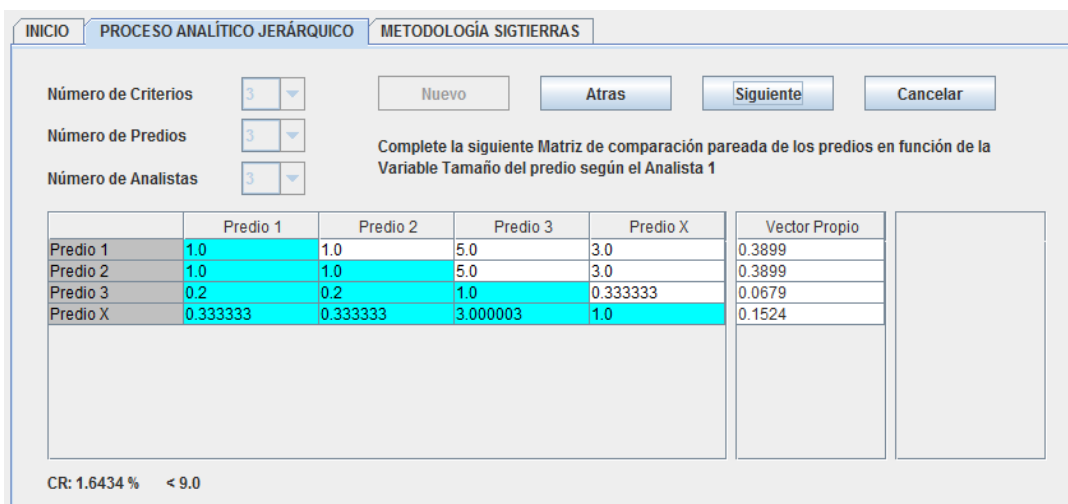 INICIO PROCESO ANALÍTICO JERÁRQUICO METODOLOGÍA SIGTIERRAS
Número de Criterios 3 Nuevo Atras Siguiente Cancelar
Número de Predios 3
Complete la siguiente Matriz de comparación pareada de los predios en función de la
Variable Tamaño del predio según el Analista 1
Número de Analistas 3
Predio 1 Predio 2 Predio 3 Predio X Vector Propio
Predio 1 1.0 1.0 5.0 3.0 0.3899
Predio 2 1.0 1.0 5.0 3.0 0.3899
Predio 3 0.2 0.2 1.0 0.333333 0.0679
Predio X 0.333333 0.333333 3.000003 1.0 0.1524
CR: 1.6434 % < 9.0